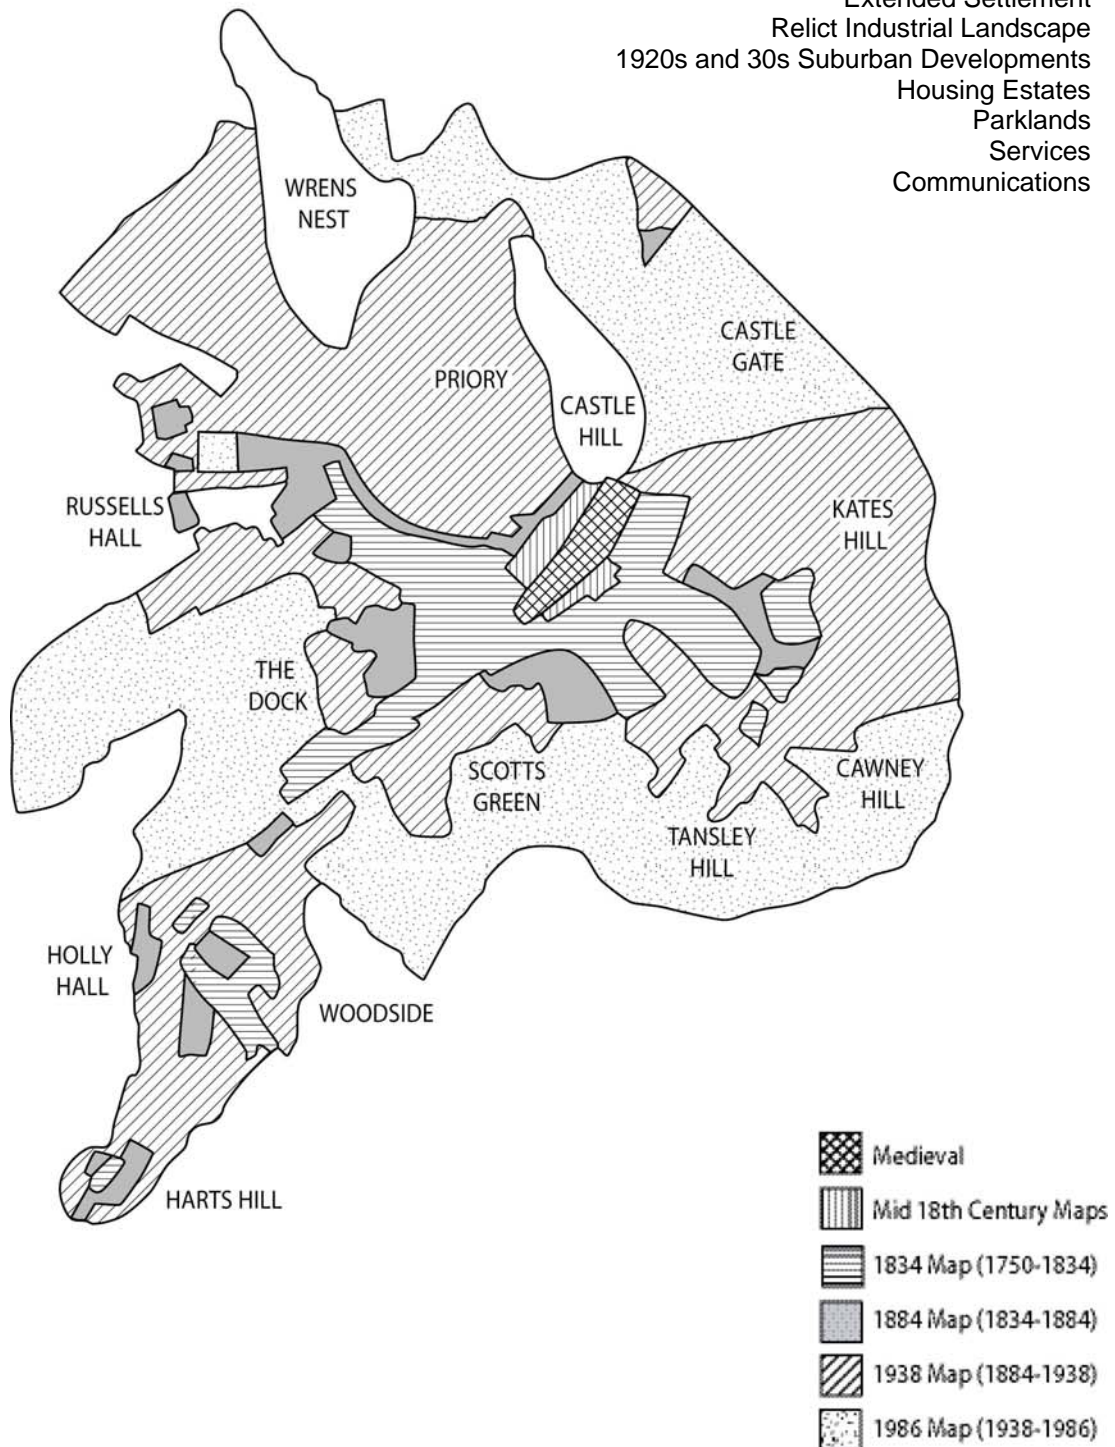 Extended Settlement
Relict Industrial Landscape
1920s and 30s Suburban Developments
Housing Estates
Parklands
Services
Communications
WRENS
NEST
CASTLE
GATE
PRIORY
CASTLE
HILL
RUSSELLS
HALL
KATES
HILL
THE
DOCK
SCOTTS
GREEN
CAWNEY
HILL
TANSLEY
HILL
HOLLY
HALL
WOODSIDE
HARTS HILL
Medieval
Mid 18th Century Maps
1834 Map (1750-1834)
1884 Map (1834-1884)
1938 Map (1884-1938)
1986 Map (1938-1986)